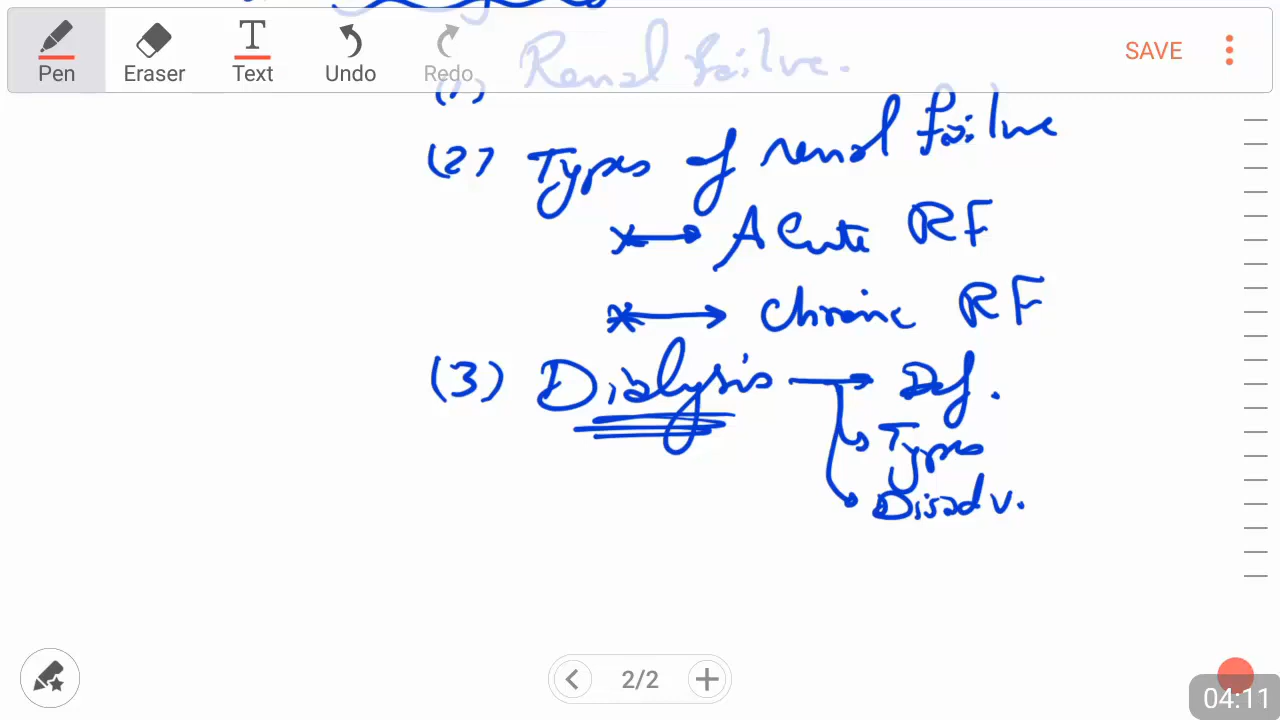 Pen Eraser Text Undo Redo SAVE
(1) Renal failure.
(2) Types of renal failure
Acute RF
Chronic RF
(3) Dialysis → Def.
Types
Disadv.
2/2
04:11